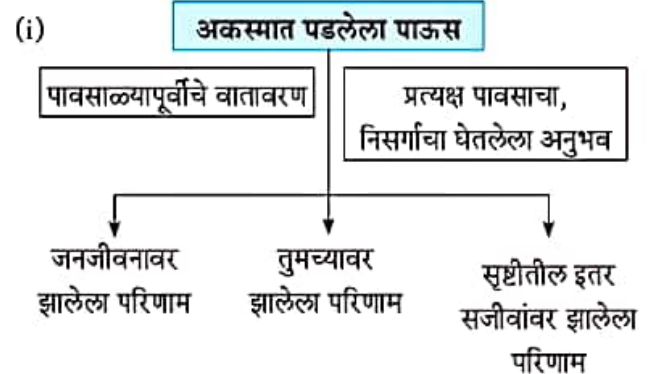 (i)
अकस्मात पडलेला पाऊस
पावसाळ्यापूर्वीचे वातावरण
प्रत्यक्ष पावसाचा,
निसर्गाचा घेतलेला अनुभव
जनजीवनावर
झालेला परिणाम
तुमच्यावर
झालेला परिणाम
सृष्टीतील इतर
सजीवांवर झालेला
परिणाम